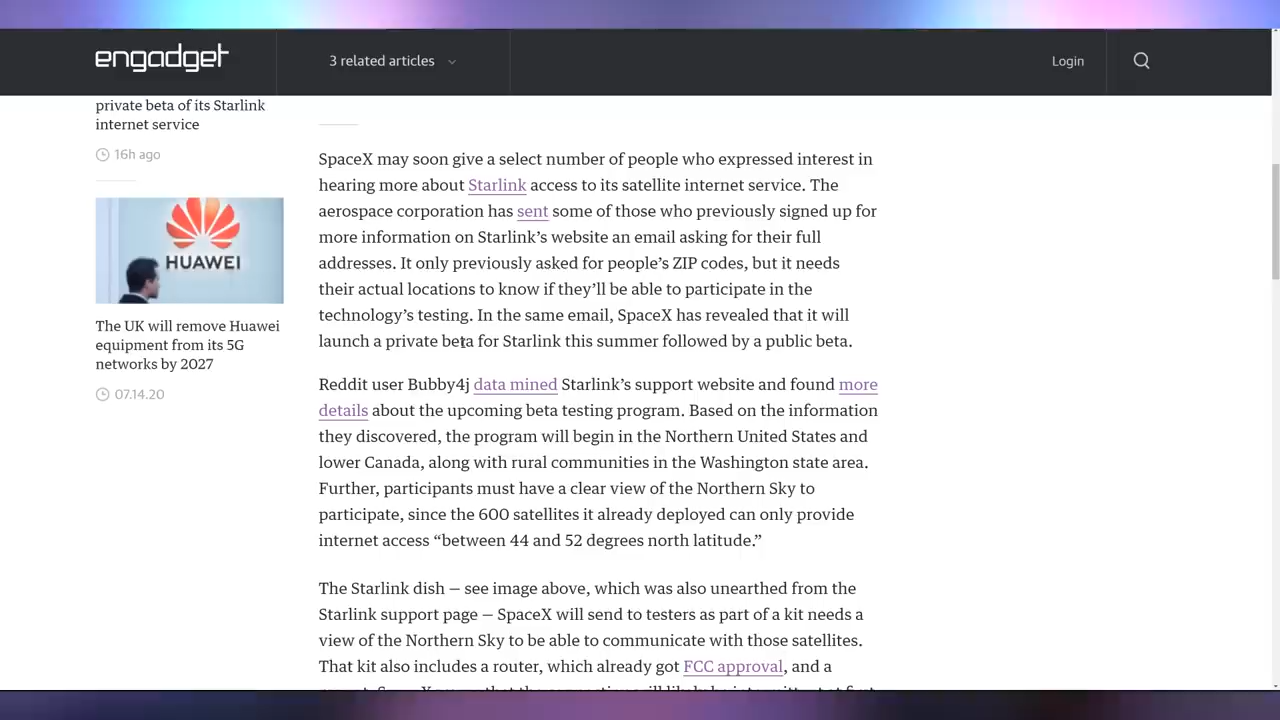 engadget
3 related articles
Login
private beta of its Starlink
internet service
16h ago
HUAWEI
The UK will remove Huawei
equipment from its 5G
networks by 2027
07.14.20
SpaceX may soon give a select number of people who expressed interest in
hearing more about Starlink access to its satellite internet service. The
aerospace corporation has sent some of those who previously signed up for
more information on Starlink’s website an email asking for their full
addresses. It only previously asked for people’s ZIP codes, but it needs
their actual locations to know if they’ll be able to participate in the
technology’s testing. In the same email, SpaceX has revealed that it will
launch a private beta for Starlink this summer followed by a public beta.
Reddit user Bubby4j data mined Starlink’s support website and found more
details about the upcoming beta testing program. Based on the information
they discovered, the program will begin in the Northern United States and
lower Canada, along with rural communities in the Washington state area.
Further, participants must have a clear view of the Northern Sky to
participate, since the 600 satellites it already deployed can only provide
internet access “between 44 and 52 degrees north latitude.”
The Starlink dish — see image above, which was also unearthed from the
Starlink support page — SpaceX will send to testers as part of a kit needs a
view of the Northern Sky to be able to communicate with those satellites.
That kit also includes a router, which already got FCC approval, and a